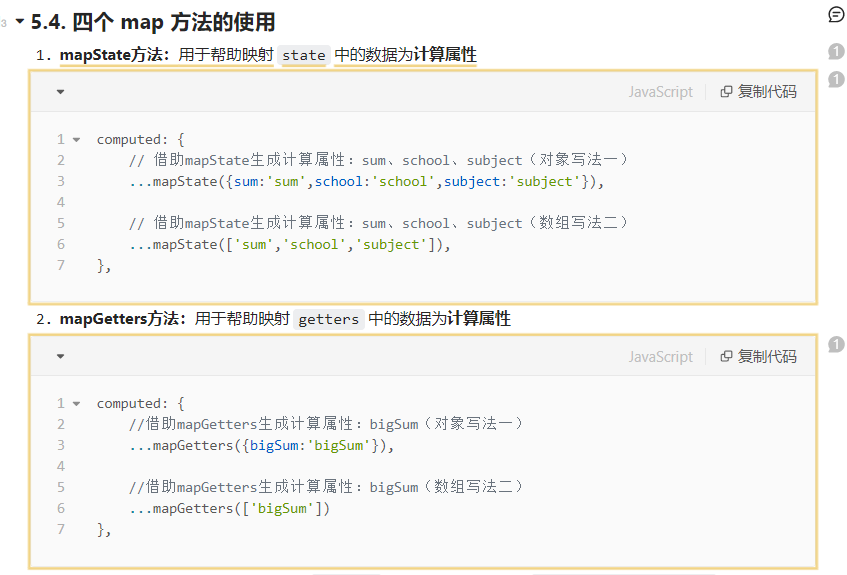 3
5.4. 四个 map 方法的使用
1. mapState方法：用于帮助映射 state 中的数据为计算属性
1
1
JavaScript 复制代码
1 computed: {
2 // 借助mapState生成计算属性：sum、school、subject（对象写法一）
3 ...mapState({sum:'sum',school:'school',subject:'subject'}),
4
5 // 借助mapState生成计算属性：sum、school、subject（数组写法二）
6 ...mapState(['sum','school','subject']),
7 },
2. mapGetters方法：用于帮助映射 getters 中的数据为计算属性
1
JavaScript 复制代码
1 computed: {
2 //借助mapGetters生成计算属性：bigSum（对象写法一）
3 ...mapGetters({bigSum:'bigSum'}),
4
5 //借助mapGetters生成计算属性：bigSum（数组写法二）
6 ...mapGetters(['bigSum'])
7 },